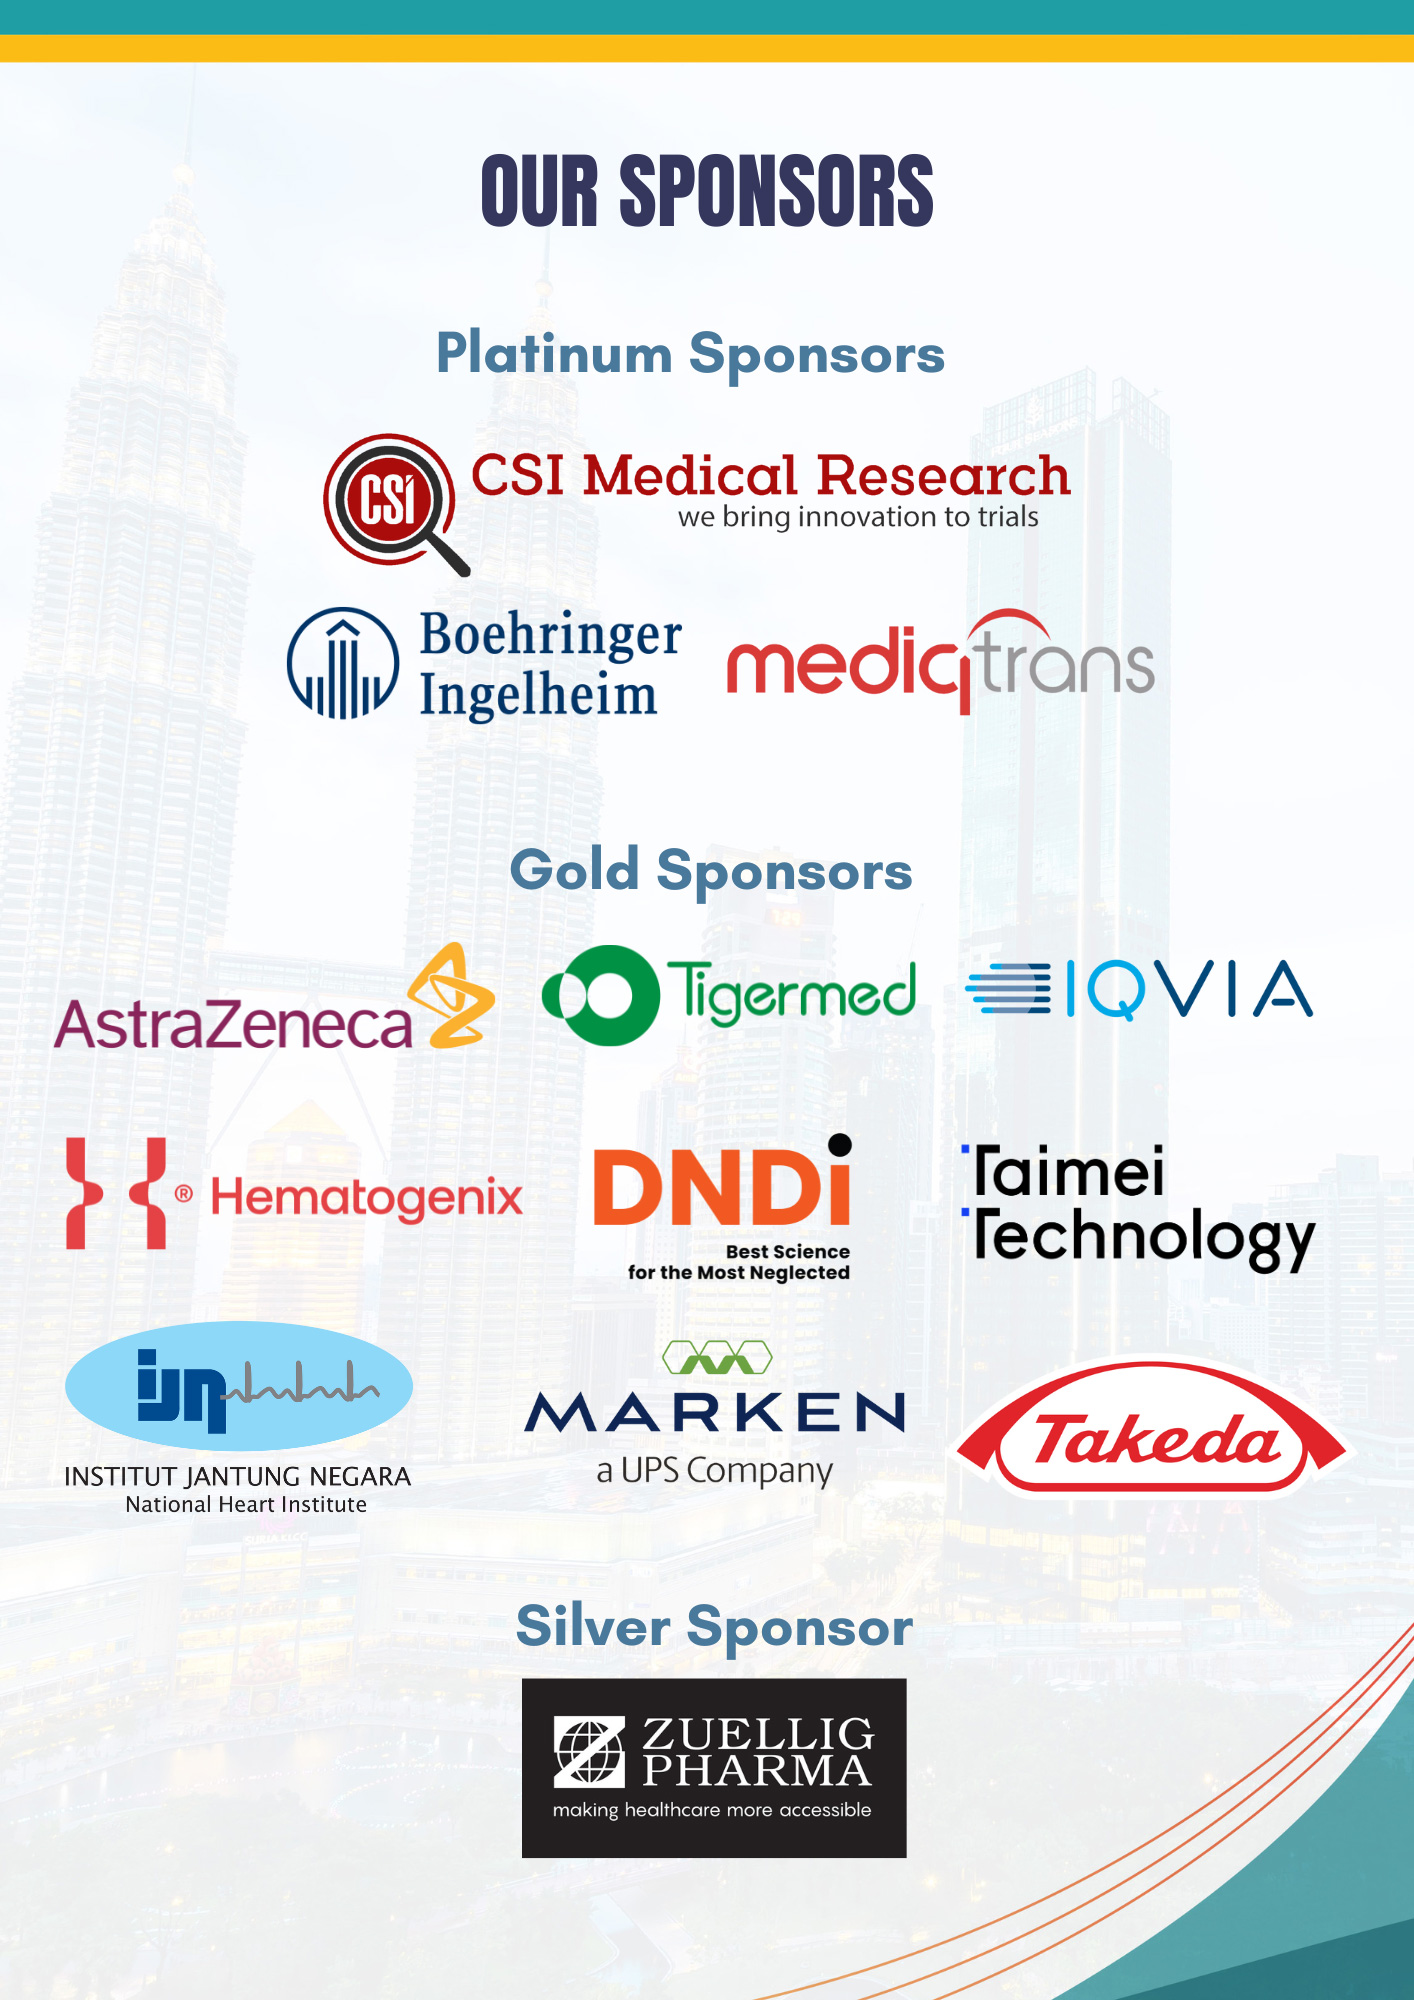 OUR SPONSORS
Platinum Sponsors
CSI
CSI Medical Research
we bring innovation to trials
Boehringer
Ingelheim
mediqtrans
Gold Sponsors
AstraZeneca
Tigermed
IQVIA
® Hematogenix
DNDi
Best Science
for the Most Neglected
Taimei
Technology
ijn
INSTITUT JANTUNG NEGARA
National Heart Institute
MARKEN
a UPS Company
Takeda
Silver Sponsor
ZUELLIG
PHARMA
making healthcare more accessible